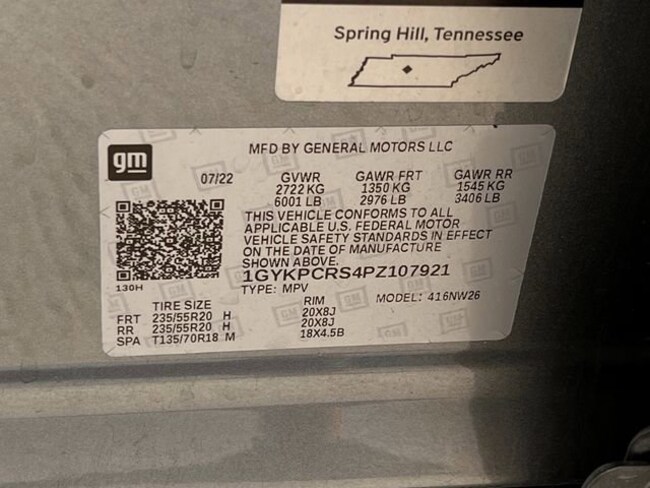 Spring Hill, Tennessee
gm
MFD BY GENERAL MOTORS LLC
07/22 GVWR GAWR FRT GAWR RR
2722 KG 1350 KG 1545 KG
6001 LB 2976 LB 3406 LB
THIS VEHICLE CONFORMS TO ALL
APPLICABLE U.S. FEDERAL MOTOR
VEHICLE SAFETY STANDARDS IN EFFECT
ON THE DATE OF MANUFACTURE
SHOWN ABOVE.
1GYKPCRS4PZ107921
130H
TYPE: MPV MODEL: 416NW26
TIRE SIZE RIM
FRT 235/55R20 H 20X8J
RR 235/55R20 H 20X8J
SPA T135/70R18 M 18X4.5B